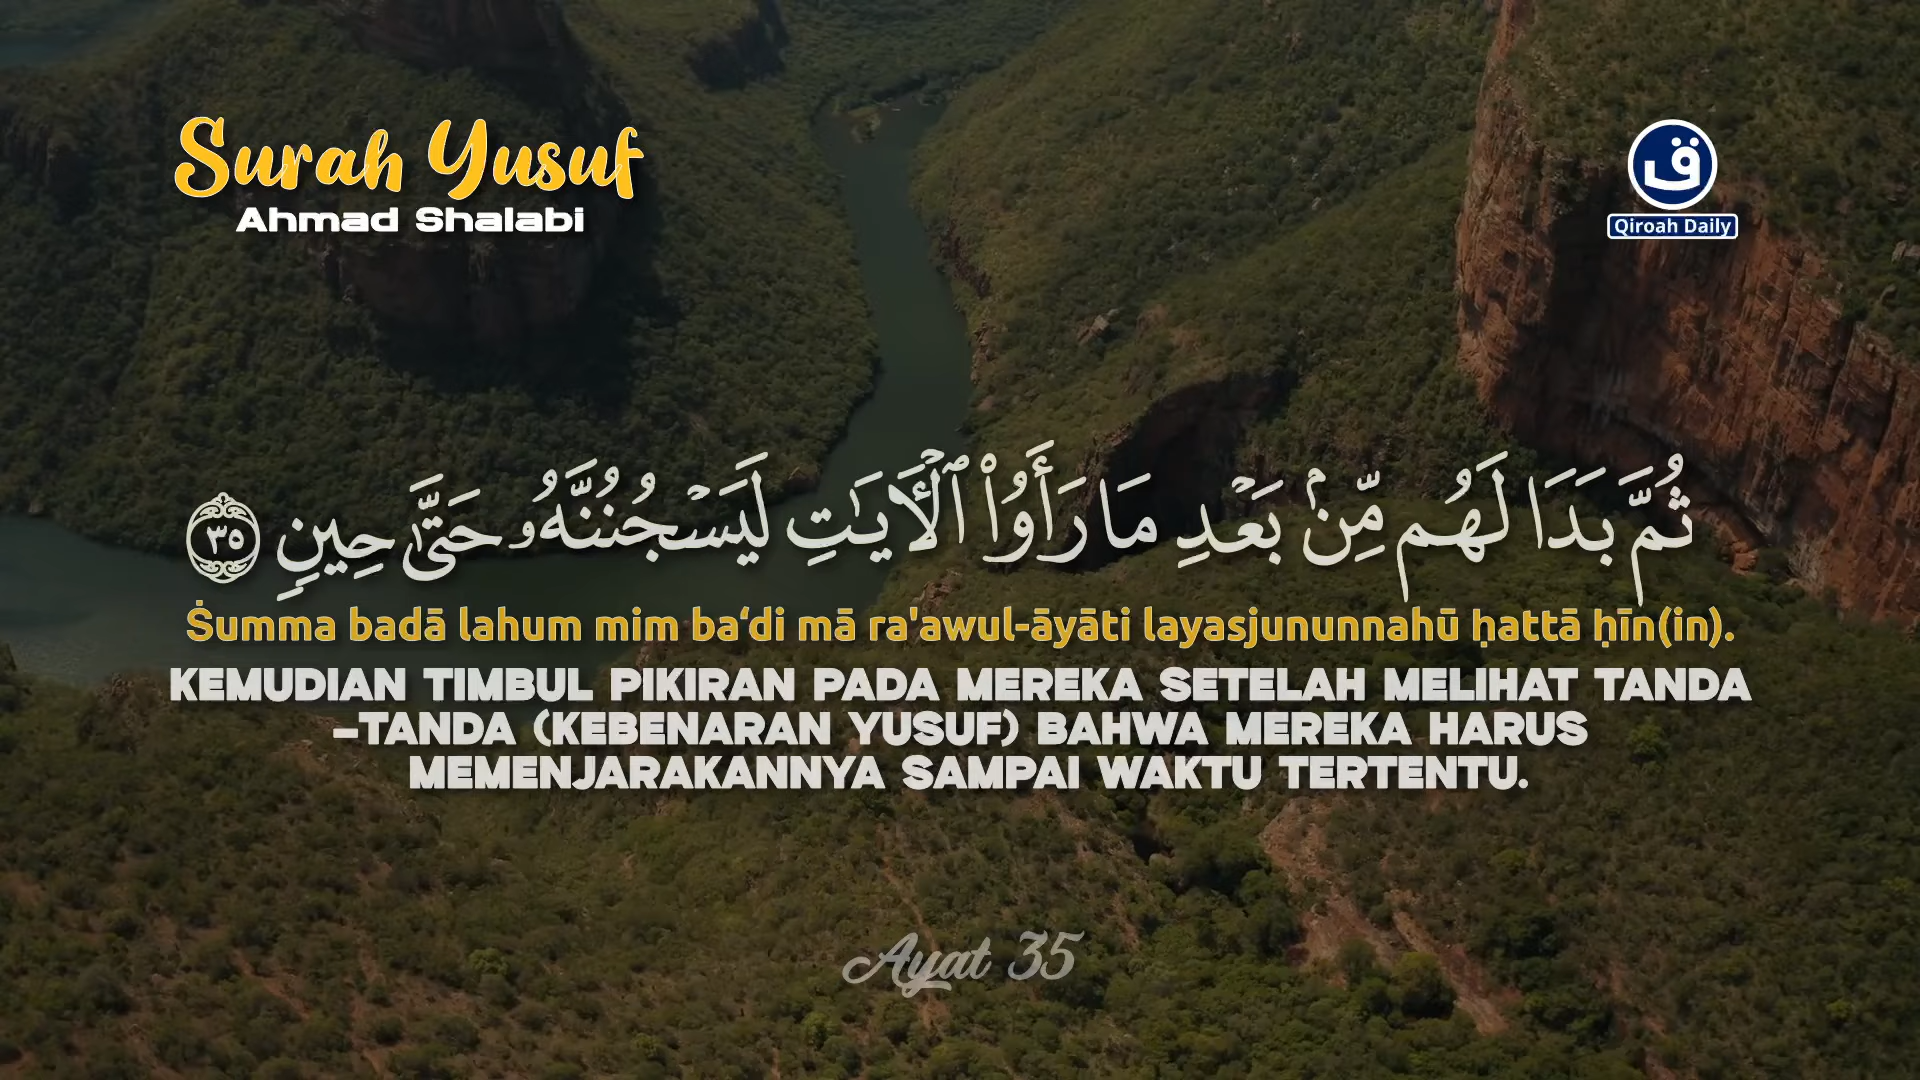 Surah Yusuf
Ahmad Shalabi
ق
Qiroah Daily
ثُمَّ بَدَا لَهُم مِّنۢ بَعْدِ مَا رَأَوُا۟ ٱلْـَٔايَـٰتِ لَيَسْجُنُنَّهُۥ حَتَّىٰ حِينٍ ٣٥
Ṡumma badā lahum mim ba‘di mā ra'awul-āyāti layasjununnahū ḥattā ḥīn(in).
KEMUDIAN TIMBUL PIKIRAN PADA MEREKA SETELAH MELIHAT TANDA
-TANDA (KEBENARAN YUSUF) BAHWA MEREKA HARUS
MEMENJARAKANNYA SAMPAI WAKTU TERTENTU.
Ayat 35